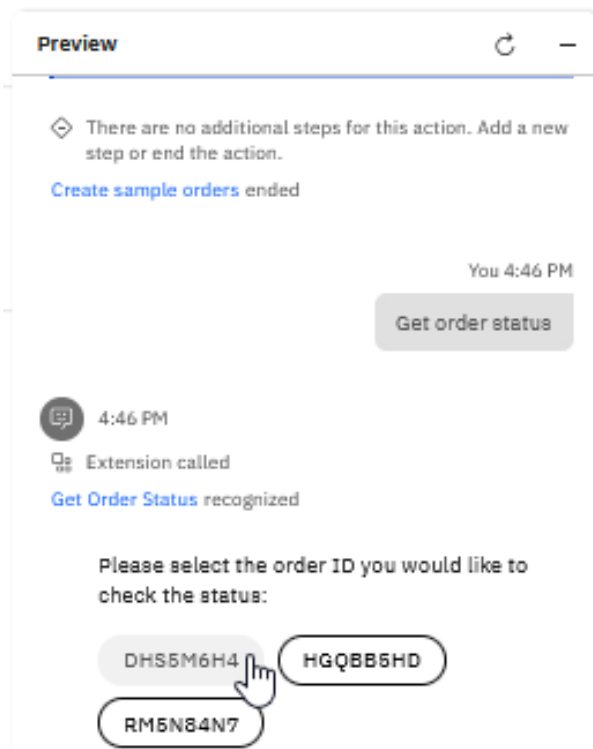 Preview
There are no additional steps for this action. Add a new
step or end the action.
Create sample orders ended
You 4:46 PM
Get order status
4:46 PM
Extension called
Get Order Status recognized
Please select the order ID you would like to
check the status:
DHS5M6H4 HGQBB5HD
RM5N84N7